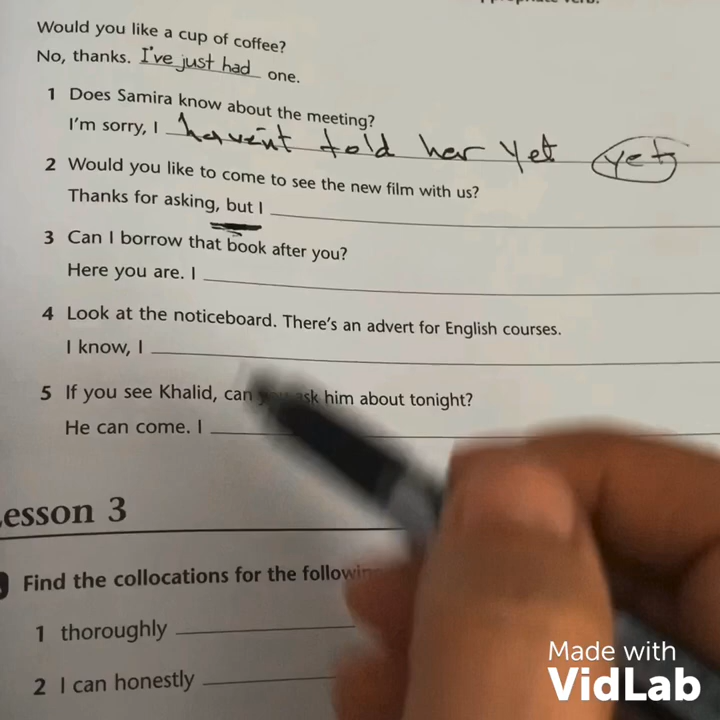 verb.
Would you like a cup of coffee?
No, thanks. I've just had one.
1 Does Samira know about the meeting?
I'm sorry, I havent told her yet yet
2 Would you like to come to see the new film with us?
Thanks for asking, but I
3 Can I borrow that book after you?
Here you are. I
4 Look at the noticeboard. There's an advert for English courses.
I know, I
5 If you see Khalid, can you ask him about tonight?
He can come. I
esson 3
Find the collocations for the followin
1 thoroughly
2 I can honestly
Made with
VidLab